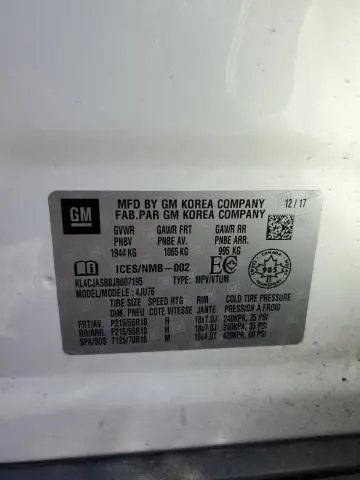 GM
MFD BY GM KOREA COMPANY 12/17
FAB.PAR GM KOREA COMPANY
GVWR GAWR FRT GAWR RR
PNBV PNBE AV. PNBE ARR.
1944 KG 1065 KG 995 KG
ICES/NMB-002 EC CANADA 985 TRANSPORT
KL4CJASB8JB607195 MPV/VTUM
MODEL/MODELE: 4JU76
TIRE SIZE SPEED RTG RIM COLD TIRE PRESSURE
DIM. PNEU COTE VITESSE JANTE PRESSION À FROID
FRT/AV P215/55R18 H 18x7.0J 240KPA, 35 PSI
RR/ARR. P215/55R18 H 18x7.0J 240KPA, 35 PSI
SPA/SOS T125/70R16 M 16x4.0T 420KPA, 60 PSI